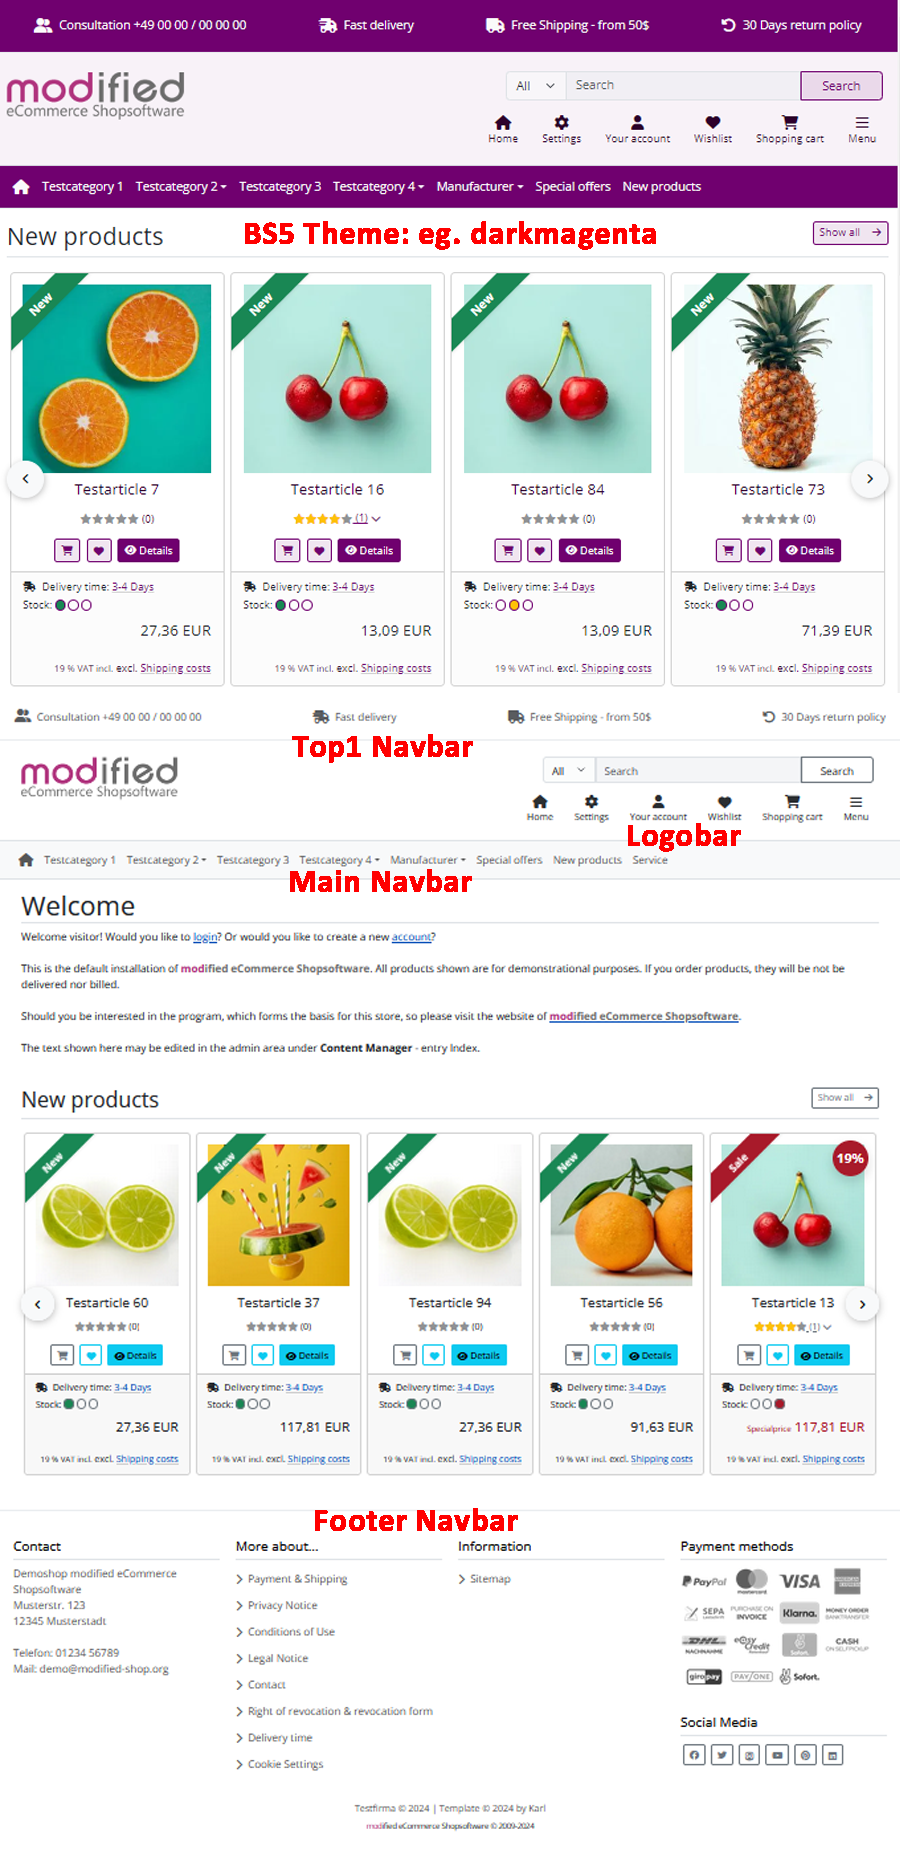 Consultation +49 00 00 / 00 00 00 Fast delivery Free Shipping - from 50$ 30 Days return policy
modified
eCommerce Shopsoftware
All Search Search
Home Settings Your account Wishlist Shopping cart Menu
Testcategory 1 Testcategory 2 Testcategory 3 Testcategory 4 Manufacturer Special offers New products
New products BS5 Theme: eg. darkmagenta Show all
New New New New
Testarticle 7 Testarticle 16 Testarticle 84 Testarticle 73
(0) (1) (0) (0)
Details Details Details Details
Delivery time: 3-4 Days Delivery time: 3-4 Days Delivery time: 3-4 Days Delivery time: 3-4 Days
Stock: Stock: Stock: Stock:
27,36 EUR 13,09 EUR 13,09 EUR 71,39 EUR
19 % VAT incl. excl. Shipping costs 19 % VAT incl. excl. Shipping costs 19 % VAT incl. excl. Shipping costs 19 % VAT incl. excl. Shipping costs
Consultation +49 00 00 / 00 00 00 Fast delivery Free Shipping - from 50$ 30 Days return policy
Top1 Navbar
modified
eCommerce Shopsoftware
All Search Search
Home Settings Your account Wishlist Shopping cart Menu
Logobar
Testcategory 1 Testcategory 2 Testcategory 3 Testcategory 4 Manufacturer Special offers New products Service
Main Navbar
Welcome
Welcome visitor! Would you like to login? Or would you like to create a new account?
This is the default installation of modified eCommerce Shopsoftware. All products shown are for demonstrational purposes. If you order products, they will be not be
delivered nor billed.
Should you be interested in the program, which forms the basis for this store, so please visit the website of modified eCommerce Shopsoftware.
The text shown here may be edited in the admin area under Content Manager - entry Index.
New products Show all
New New New New Sale 19%
Testarticle 60 Testarticle 37 Testarticle 94 Testarticle 56 Testarticle 13
(0) (0) (0) (0) (1)
Details Details Details Details Details
Delivery time: 3-4 Days Delivery time: 3-4 Days Delivery time: 3-4 Days Delivery time: 3-4 Days Delivery time: 3-4 Days
Stock: Stock: Stock: Stock: Stock:
27,36 EUR 117,81 EUR 27,36 EUR 91,63 EUR Specialprice 117,81 EUR
19 % VAT incl. excl. Shipping costs 19 % VAT incl. excl. Shipping costs 19 % VAT incl. excl. Shipping costs 19 % VAT incl. excl. Shipping costs 19 % VAT incl. excl. Shipping costs
Footer Navbar
Contact
Demoshop modified eCommerce
Shopsoftware
Musterstr. 123
12345 Musterstadt
Telefon: 01234 56789
Mail: demo@modified-shop.org
More about...
Payment & Shipping
Privacy Notice
Conditions of Use
Legal Notice
Contact
Right of revocation & revocation form
Delivery time
Cookie Settings
Information
Sitemap
Payment methods
PayPal mastercard VISA AMERICAN EXPRESS
SEPA PURCHASE ON INVOICE Klarna. MONEY ORDER BANKTRANSFER
DHL NACHNAHME easyCredit Sofort. CASH ON SELFPICKUP
giropay PAY/ONE Sofort.
Social Media
Testfirma © 2024 | Template © 2024 by Karl
modified eCommerce Shopsoftware © 2009-2024